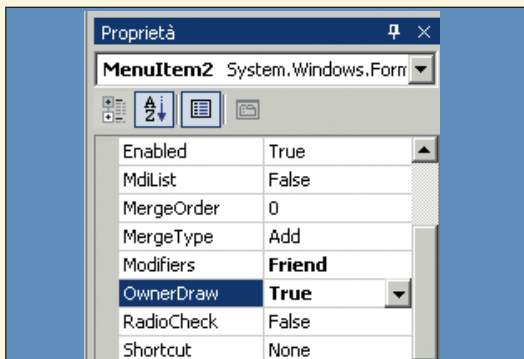 Proprietà
MenuItem2 System.Windows.Form
Enabled True
MdiList False
MergeOrder 0
MergeType Add
Modifiers Friend
OwnerDraw True
RadioCheck False
Shortcut None